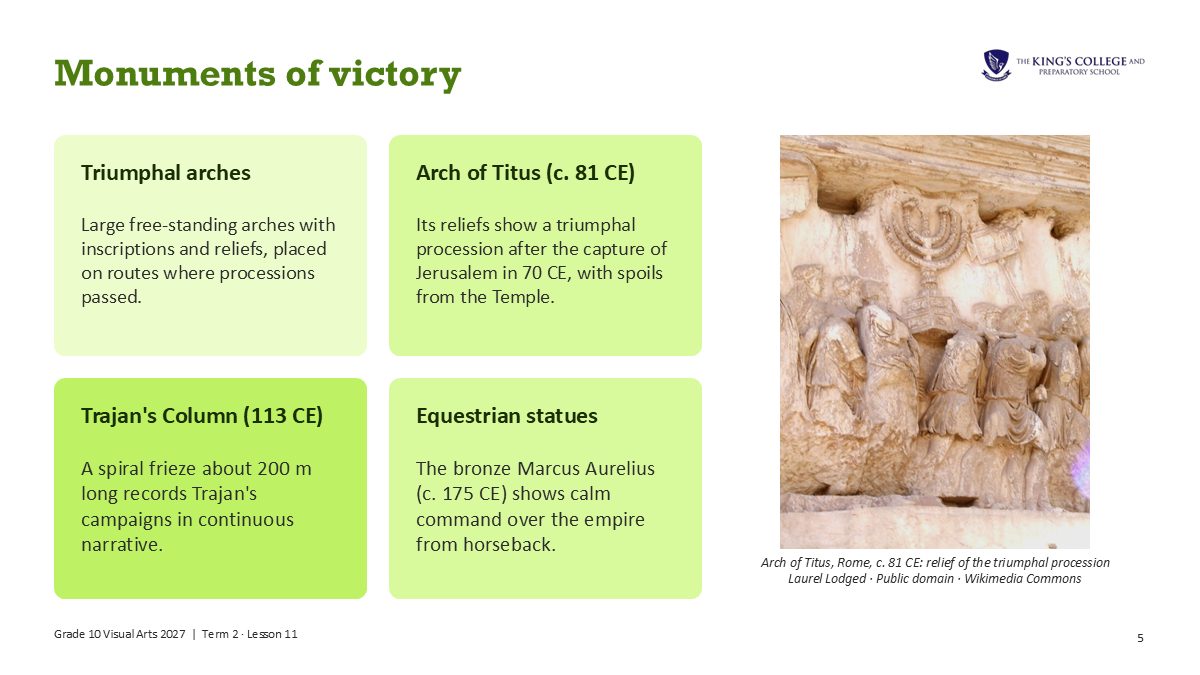 Monuments of victory
THE KING'S COLLEGE AND
PREPARATORY SCHOOL
Triumphal arches
Large free-standing arches with
inscriptions and reliefs, placed
on routes where processions
passed.
Arch of Titus (c. 81 CE)
Its reliefs show a triumphal
procession after the capture of
Jerusalem in 70 CE, with spoils
from the Temple.
Trajan's Column (113 CE)
A spiral frieze about 200 m
long records Trajan's
campaigns in continuous
narrative.
Equestrian statues
The bronze Marcus Aurelius
(c. 175 CE) shows calm
command over the empire
from horseback.
Arch of Titus, Rome, c. 81 CE: relief of the triumphal procession
Laurel Lodged · Public domain · Wikimedia Commons
Grade 10 Visual Arts 2027 | Term 2 · Lesson 11
5